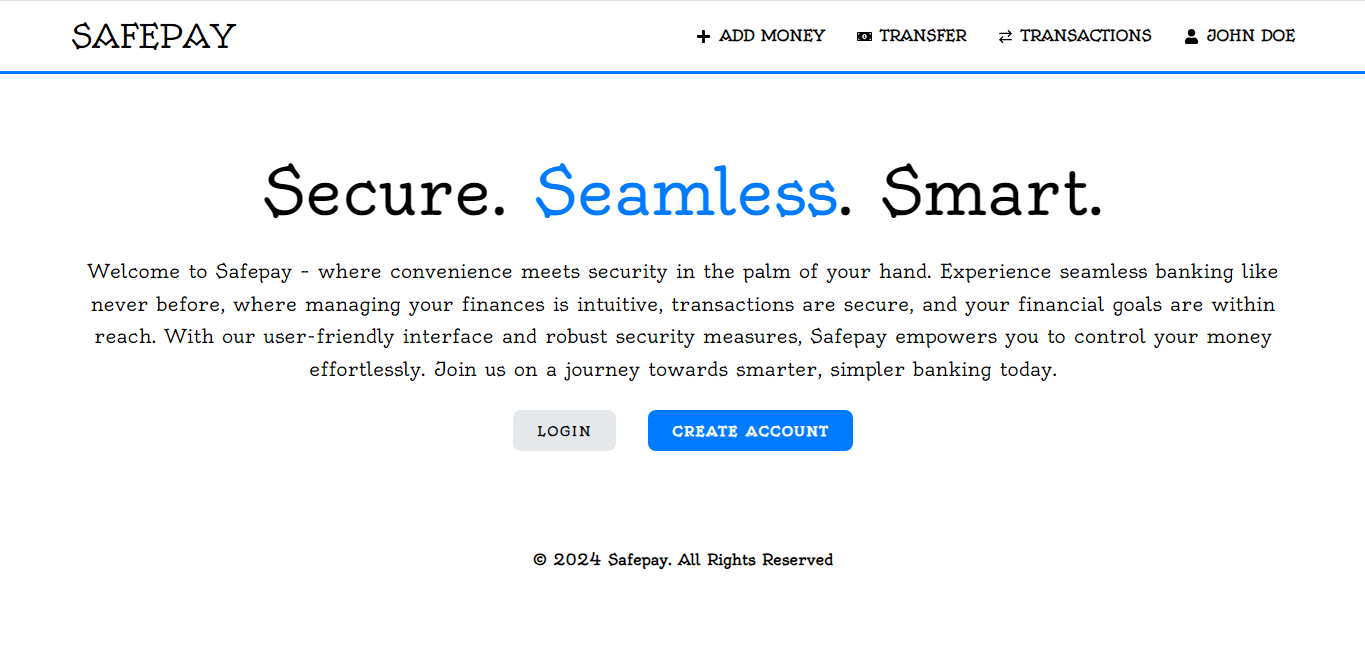 SAFEPAY
ADD MONEY TRANSFER TRANSACTIONS JOHN DOE
Secure. Seamless. Smart.
Welcome to Safepay - where convenience meets security in the palm of your hand. Experience seamless banking like
never before, where managing your finances is intuitive, transactions are secure, and your financial goals are within
reach. With our user-friendly interface and robust security measures, Safepay empowers you to control your money
effortlessly. Join us on a journey towards smarter, simpler banking today.
LOGIN CREATE ACCOUNT
© 2024 Safepay. All Rights Reserved